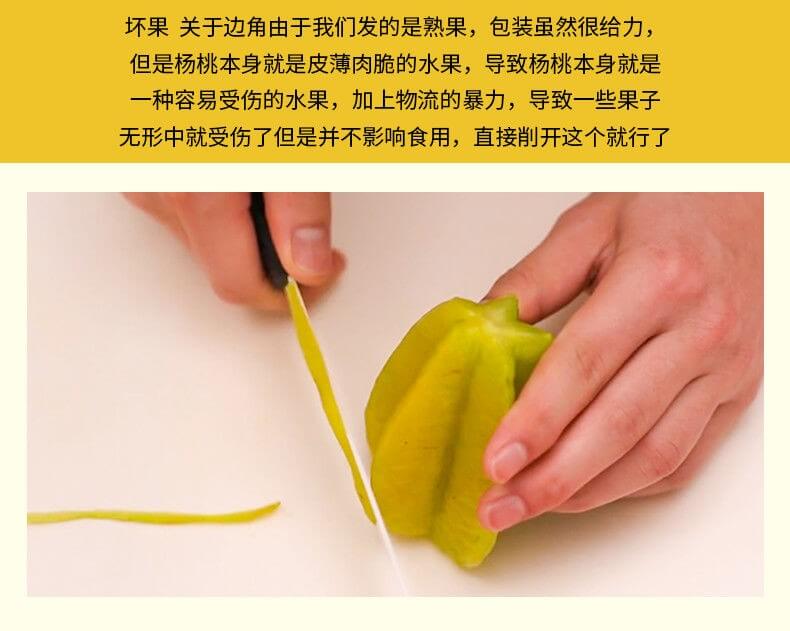 坏果 关于边角由于我们发的是熟果，包装虽然很给力，
但是杨桃本身就是皮薄肉脆的水果，导致杨桃本身就是
一种容易受伤的水果，加上物流的暴力，导致一些果子
无形中就受伤了但是并不影响食用，直接削开这个就行了